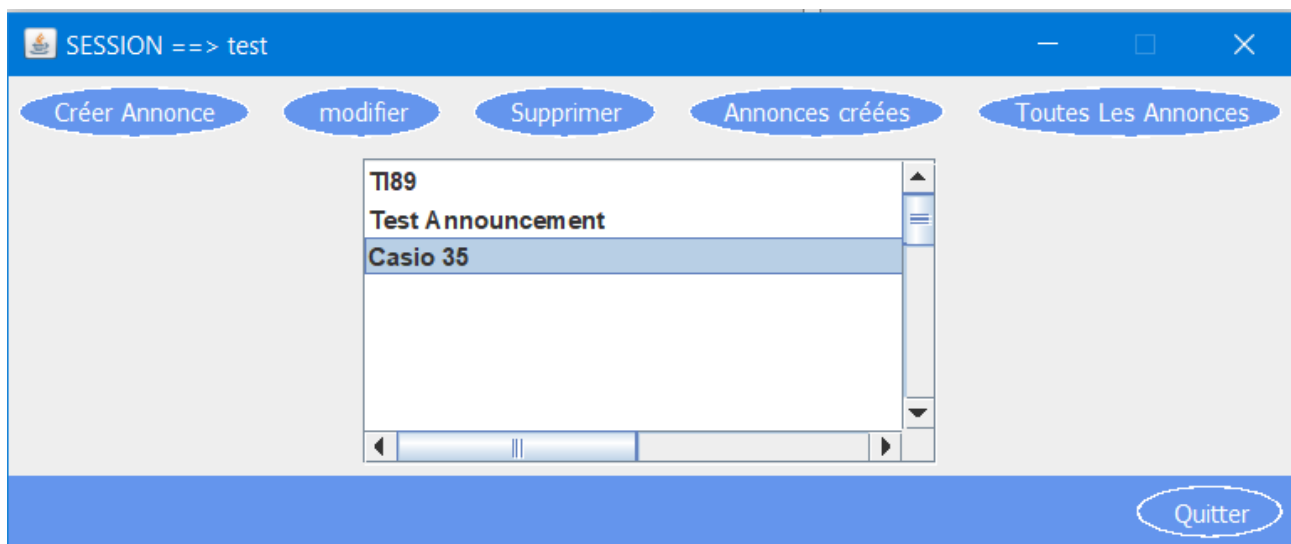 SESSION ==> test
Créer Annonce modifier Supprimer Annonces créées Toutes Les Annonces
TI89
Test Announcement
Casio 35
Quitter